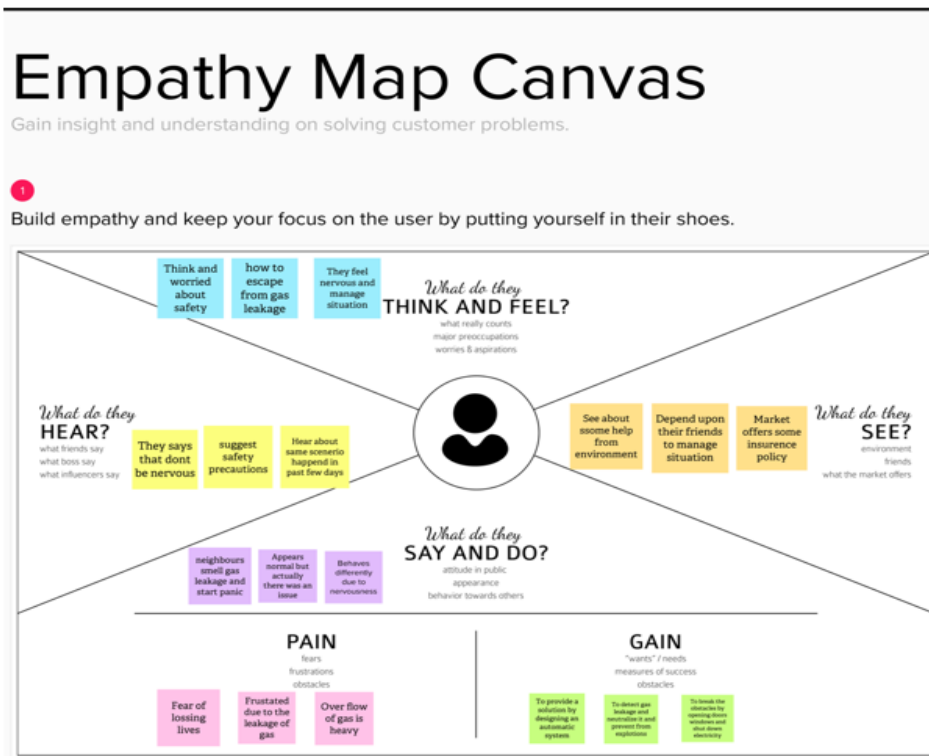 Empathy Map Canvas
Gain insight and understanding on solving customer problems.
1
Build empathy and keep your focus on the user by putting yourself in their shoes.
Think and
worried
about
safety
how to
escape
from gas
leakage
They feel
nervous and
manage
situation
What do they
THINK AND FEEL?
what really counts
major preoccupations
worries & aspirations
What do they
HEAR?
what friends say
what boss say
what influencers say
They says
that dont
be nervous
suggest
safety
precautions
Hear about
same scenerio
happend in
past few days
See about
ssome help
from
environment
Depend upon
their friends
to manage
situation
Market
offers some
insurence
policy
What do they
SEE?
environment
friends
what the market offers
neighbours
smell gas
leakage and
start panic
Appears
normal but
actually
there was an
issue
Behaves
differently
due to
nervousness
What do they
SAY AND DO?
attitude in public
appearance
behavior towards others
PAIN
fears
frustrations
obstacles
Fear of
lossing
lives
Frustated
due to the
leakage of
gas
Over flow
of gas is
heavy
GAIN
"wants" / needs
measures of success
obstacles
To provide a
solution by
designing an
automatic
system
To detect gas
leakage and
neutralize it and
prevent from
explotions
To break the
obstacles by
opening doors
windows and
shut down
electricity